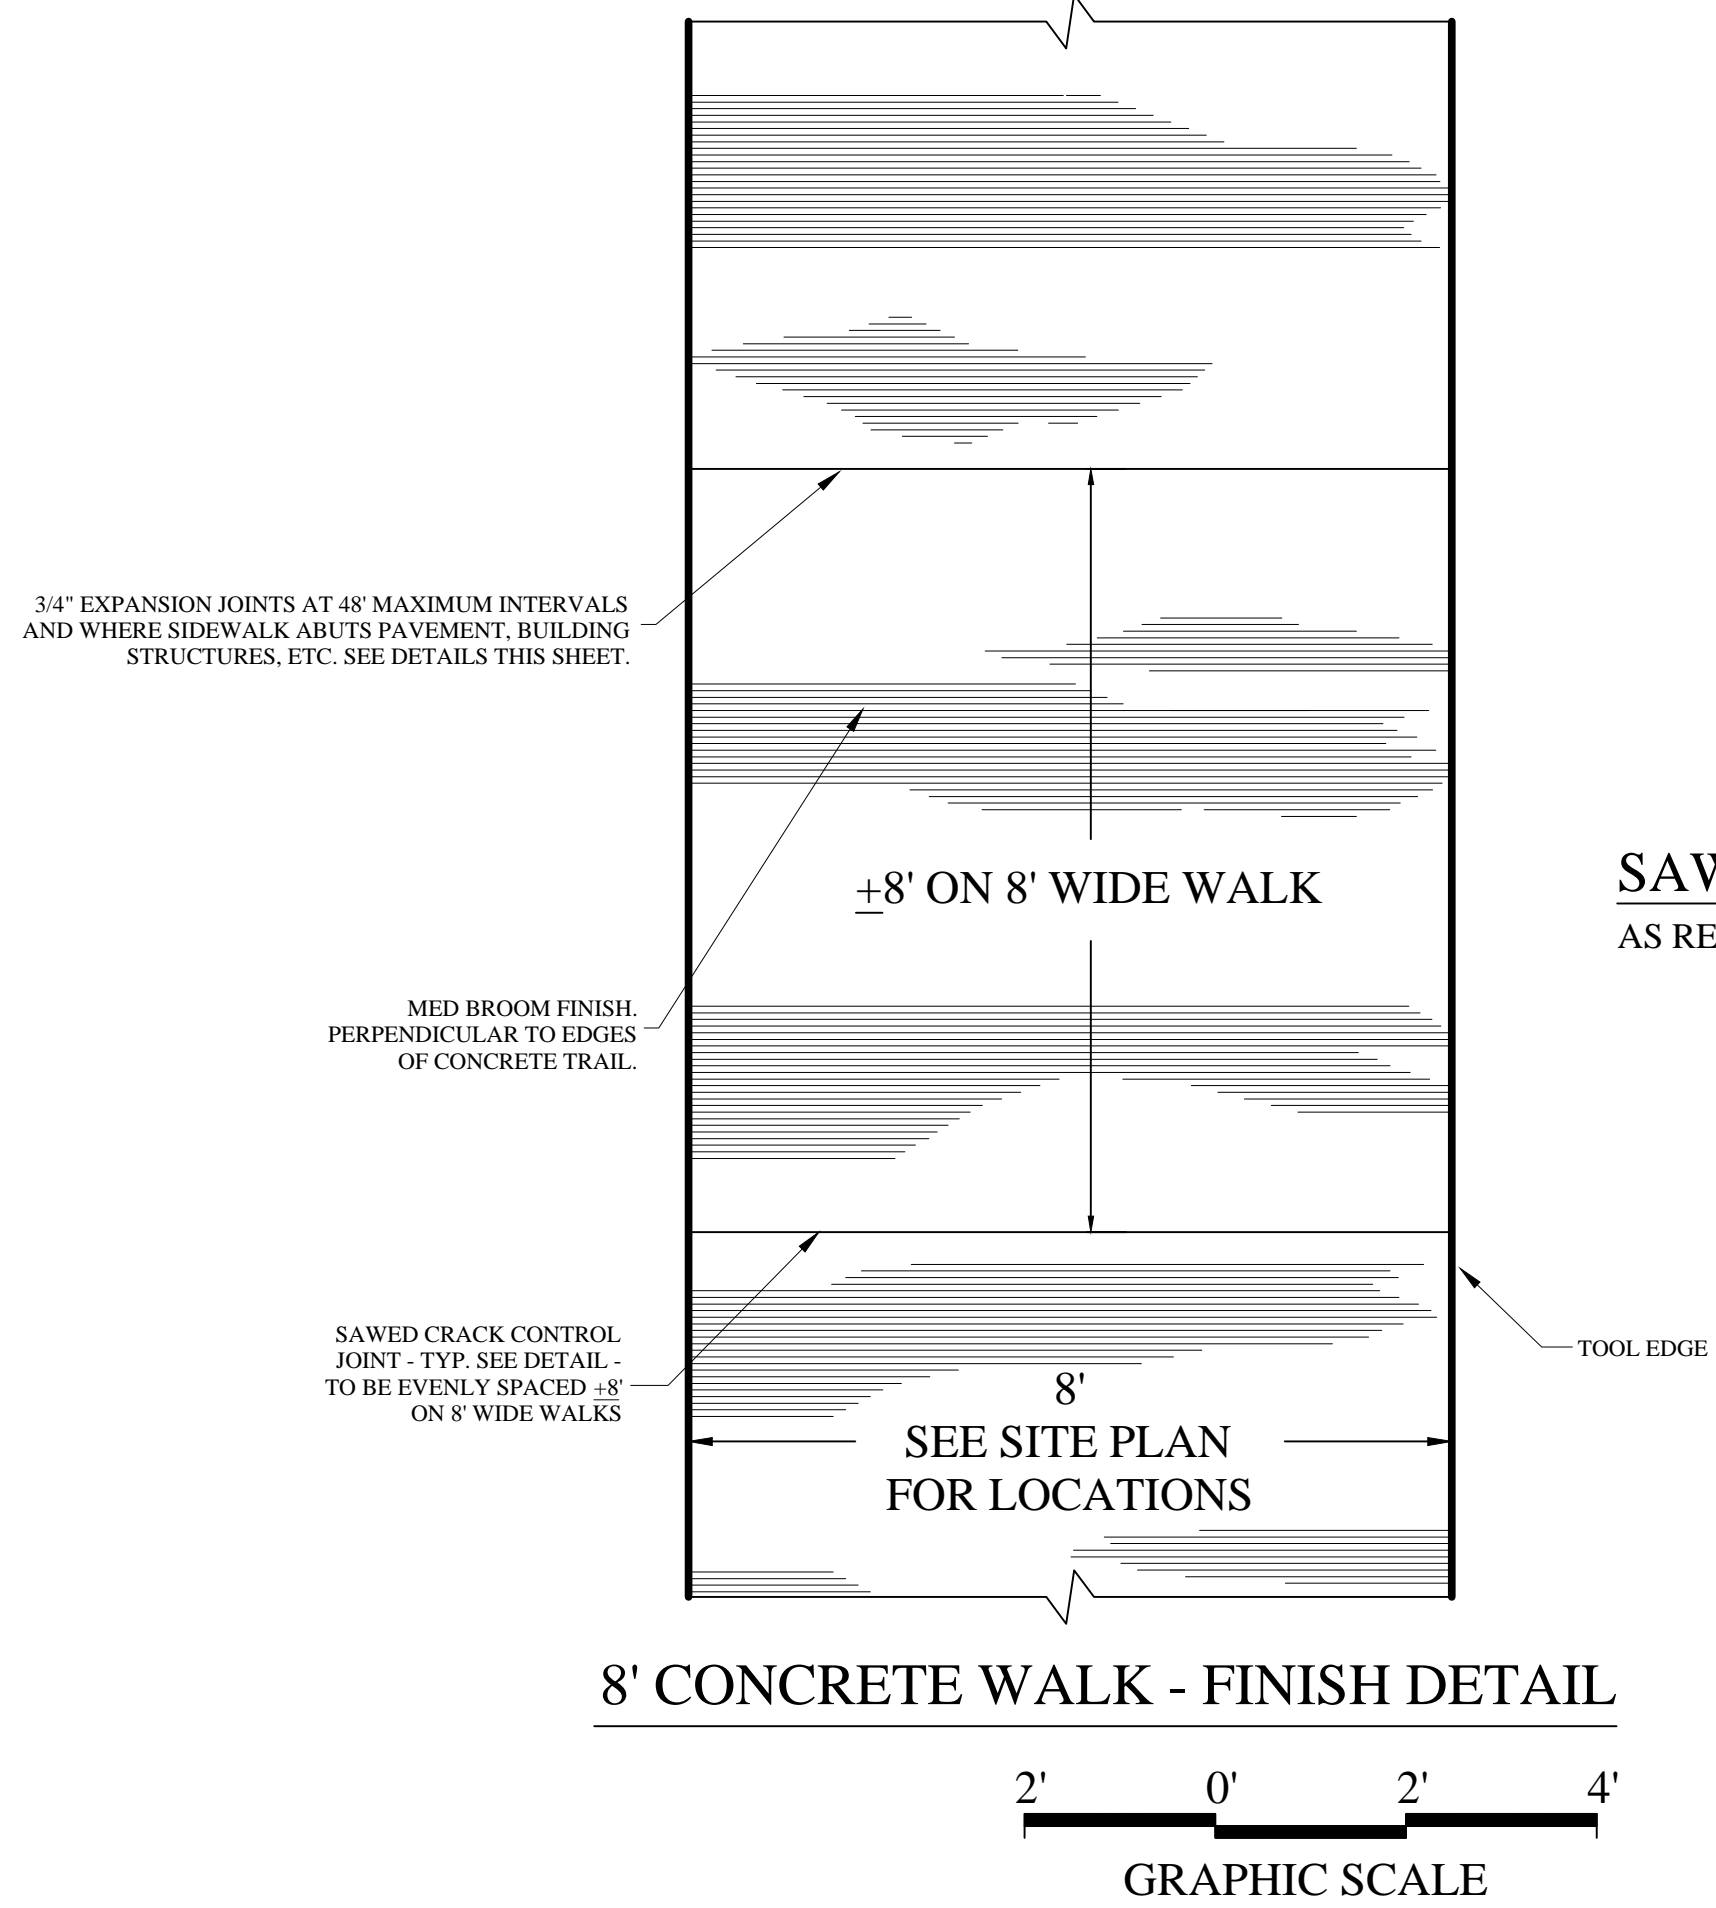 3/4" EXPANSION JOINTS AT 48' MAXIMUM INTERVALS
AND WHERE SIDEWALK ABUTS PAVEMENT, BUILDING
STRUCTURES, ETC. SEE DETAILS THIS SHEET.
±8' ON 8' WIDE WALK
SAW
AS RE
MED BROOM FINISH.
PERPENDICULAR TO EDGES
OF CONCRETE TRAIL.
SAWED CRACK CONTROL
JOINT - TYP. SEE DETAIL -
TO BE EVENLY SPACED ±8'
ON 8' WIDE WALKS
TOOL EDGE
8'
SEE SITE PLAN
FOR LOCATIONS
8' CONCRETE WALK - FINISH DETAIL
2' 0' 2' 4'
GRAPHIC SCALE